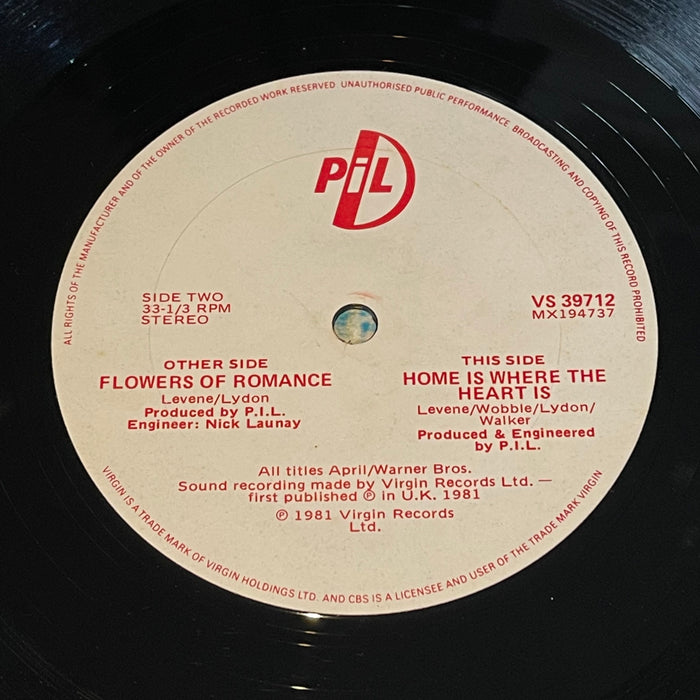 ALL RIGHTS OF THE MANUFACTURER AND OF THE OWNER OF THE RECORDED WORK RESERVED UNAUTHORISED PUBLIC PERFORMANCE BROADCASTING AND COPYING OF THIS RECORD PROHIBITED
PiL
SIDE TWO
33-1/3 RPM
STEREO
VS 39712
MX194737
OTHER SIDE
FLOWERS OF ROMANCE
Levene/Lydon
Produced by P.I.L.
Engineer: Nick Launay
THIS SIDE
HOME IS WHERE THE
HEART IS
Levene/Wobble/Lydon/
Walker
Produced & Engineered
by P.I.L.
All titles April/Warner Bros.
Sound recording made by Virgin Records Ltd. —
first published ℗ in U.K. 1981
℗ 1981 Virgin Records
Ltd.
VIRGIN IS A TRADE MARK OF VIRGIN HOLDINGS LTD. AND CBS IS A LICENSEE AND USER OF THE TRADE MARK VIRGIN